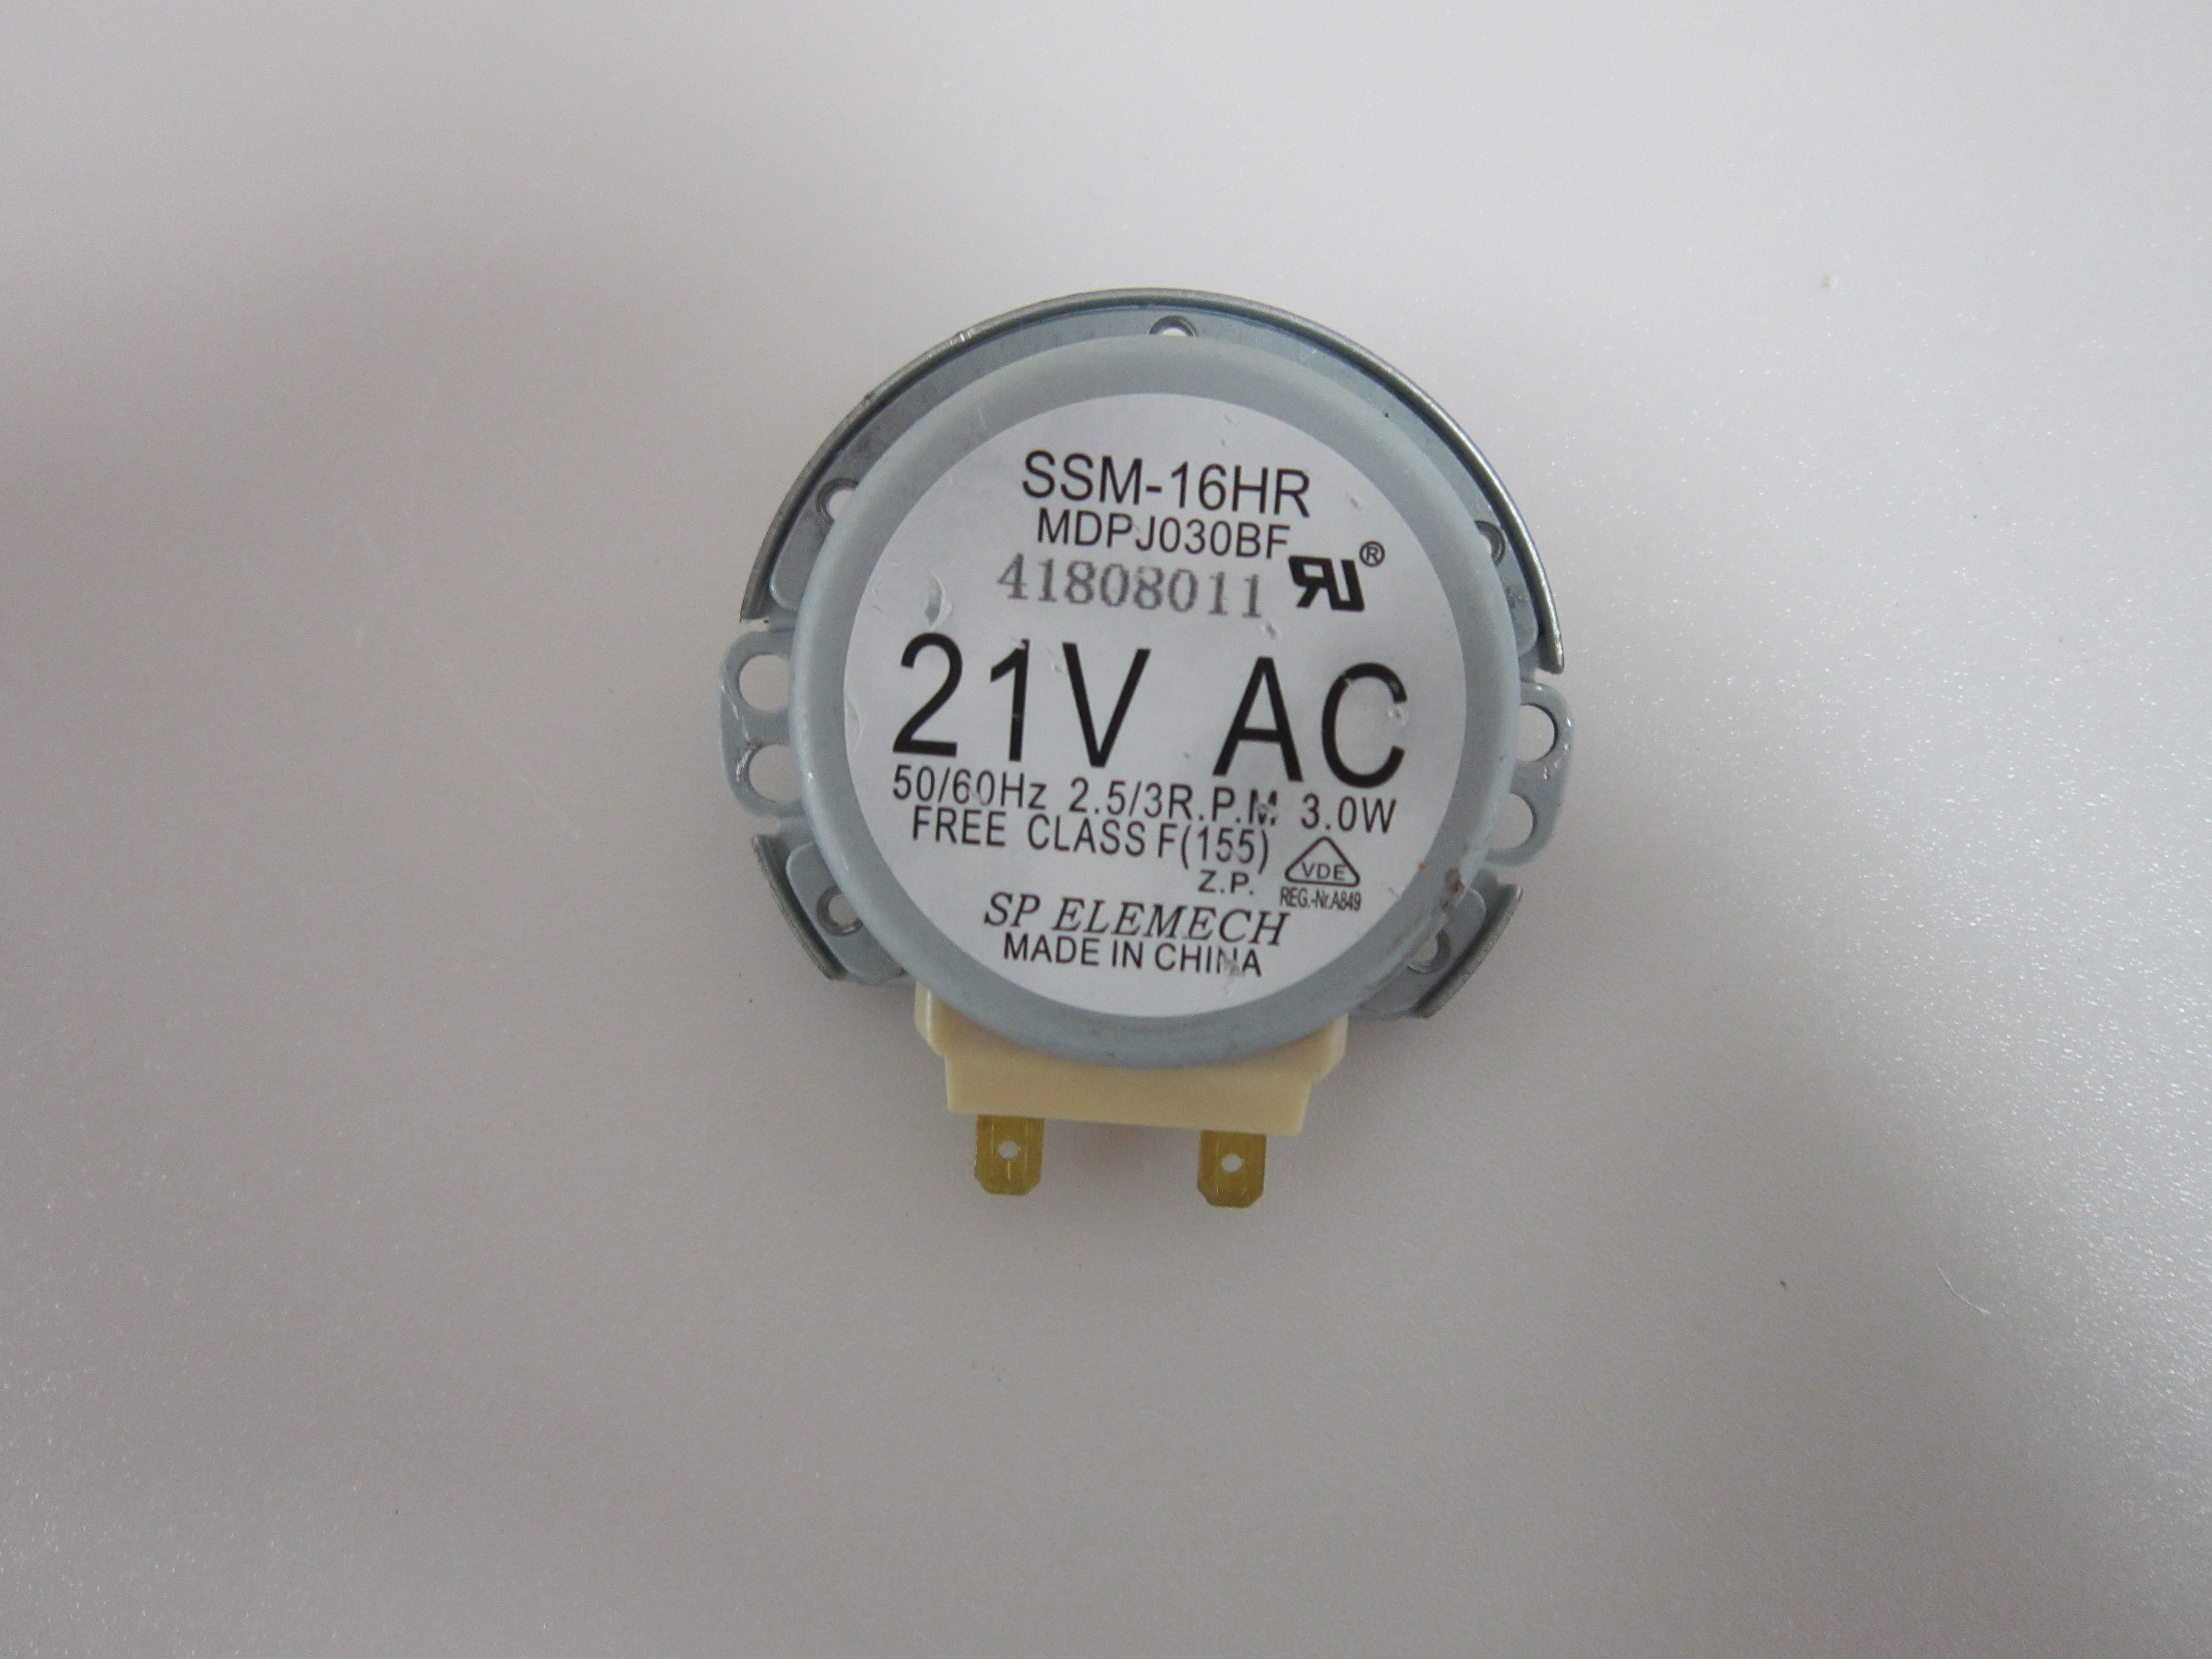 SSM-16HR
MDPJ030BF
41808011 RU®
21V AC
50/60Hz 2.5/3R.P.M 3.0W
FREE CLASS F(155)
Z.P. VDE
REG.-Nr.A849
SP ELEMECH
MADE IN CHINA